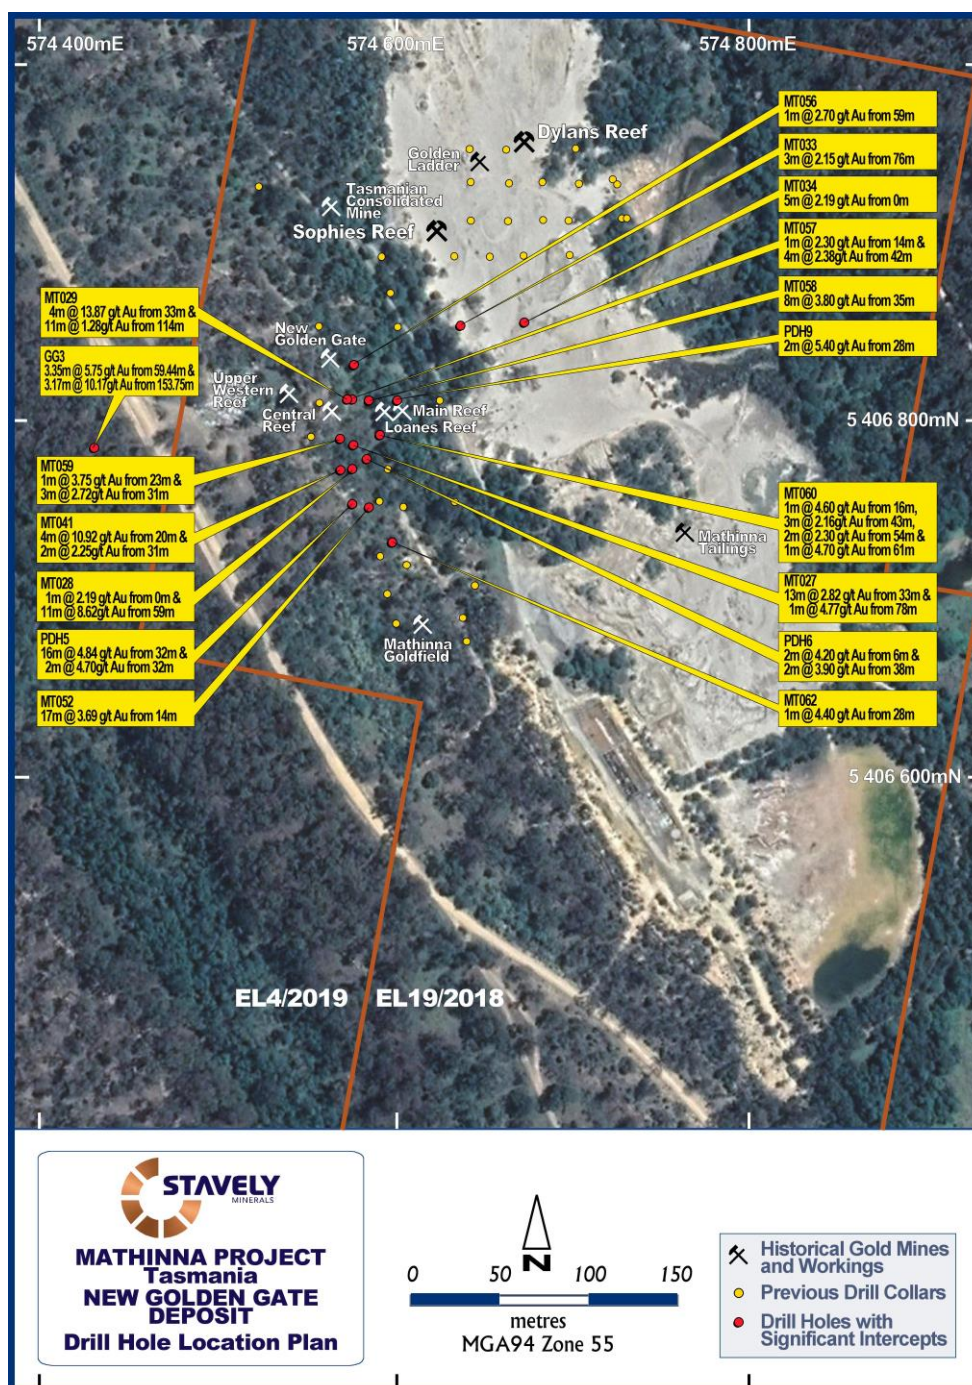 574 400mE
574 600mE
574 800mE
MT056
1m @ 2.70 g/t Au from 59m
MT033
3m @ 2.15 g/t Au from 76m
MT034
5m @ 2.19 g/t Au from 0m
MT057
1m @ 2.30 g/t Au from 14m &
4m @ 2.38g/t Au from 42m
MT058
8m @ 3.80 g/t Au from 35m
PDH9
2m @ 5.40 g/t Au from 28m
Dylans Reef
Golden
Ladder
Tasmanian
Consolidated
Mine
Sophies Reef
MT029
4m @ 13.87 g/t Au from 33m &
11m @ 1.28g/t Au from 114m
GG3
3.35m @ 5.75 g/t Au from 59.44m &
3.17m @ 10.17g/t Au from 153.75m
New
Golden Gate
Upper
Western
Reef
Central
Reef
Main Reef
Loanes Reef
5 406 800mN
MT059
1m @ 3.75 g/t Au from 23m &
3m @ 2.72g/t Au from 31m
MT041
4m @ 10.92 g/t Au from 20m &
2m @ 2.25g/t Au from 31m
MT028
1m @ 2.19 g/t Au from 0m &
11m @ 8.62g/t Au from 59m
PDH5
16m @ 4.84 g/t Au from 32m &
2m @ 4.70g/t Au from 32m
MT052
17m @ 3.69 g/t Au from 14m
MT060
1m @ 4.60 g/t Au from 16m,
3m @ 2.16g/t Au from 43m,
2m @ 2.30 g/t Au from 54m &
1m @ 4.70 g/t Au from 61m
Mathinna
Tailings
MT027
13m @ 2.82 g/t Au from 33m &
1m @ 4.77g/t Au from 78m
PDH6
2m @ 4.20 g/t Au from 6m &
2m @ 3.90 g/t Au from 38m
MT062
1m @ 4.40 g/t Au from 28m
Mathinna
Goldfield
5 406 600mN
EL4/2019
EL19/2018
STAVELY
MINERALS
MATHINNA PROJECT
Tasmania
NEW GOLDEN GATE
DEPOSIT
Drill Hole Location Plan
N
0 50 100 150
metres
MGA94 Zone 55
Historical Gold Mines
and Workings
Previous Drill Collars
Drill Holes with
Significant Intercepts